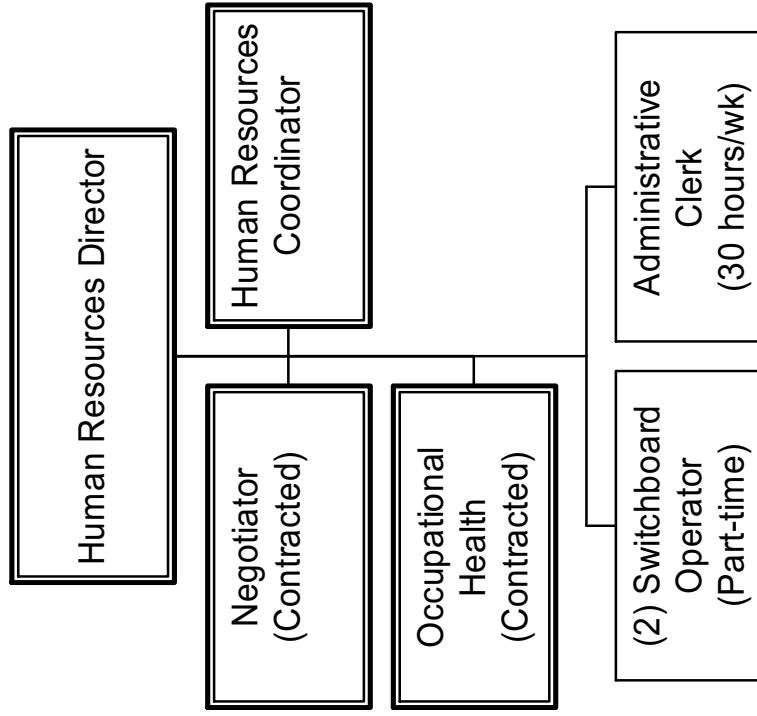 Human Resources Director
Negotiator
(Contracted)
Human Resources
Coordinator
Occupational
Health
(Contracted)
(2) Switchboard
Operator
(Part-time)
Administrative
Clerk
(30 hours/wk)